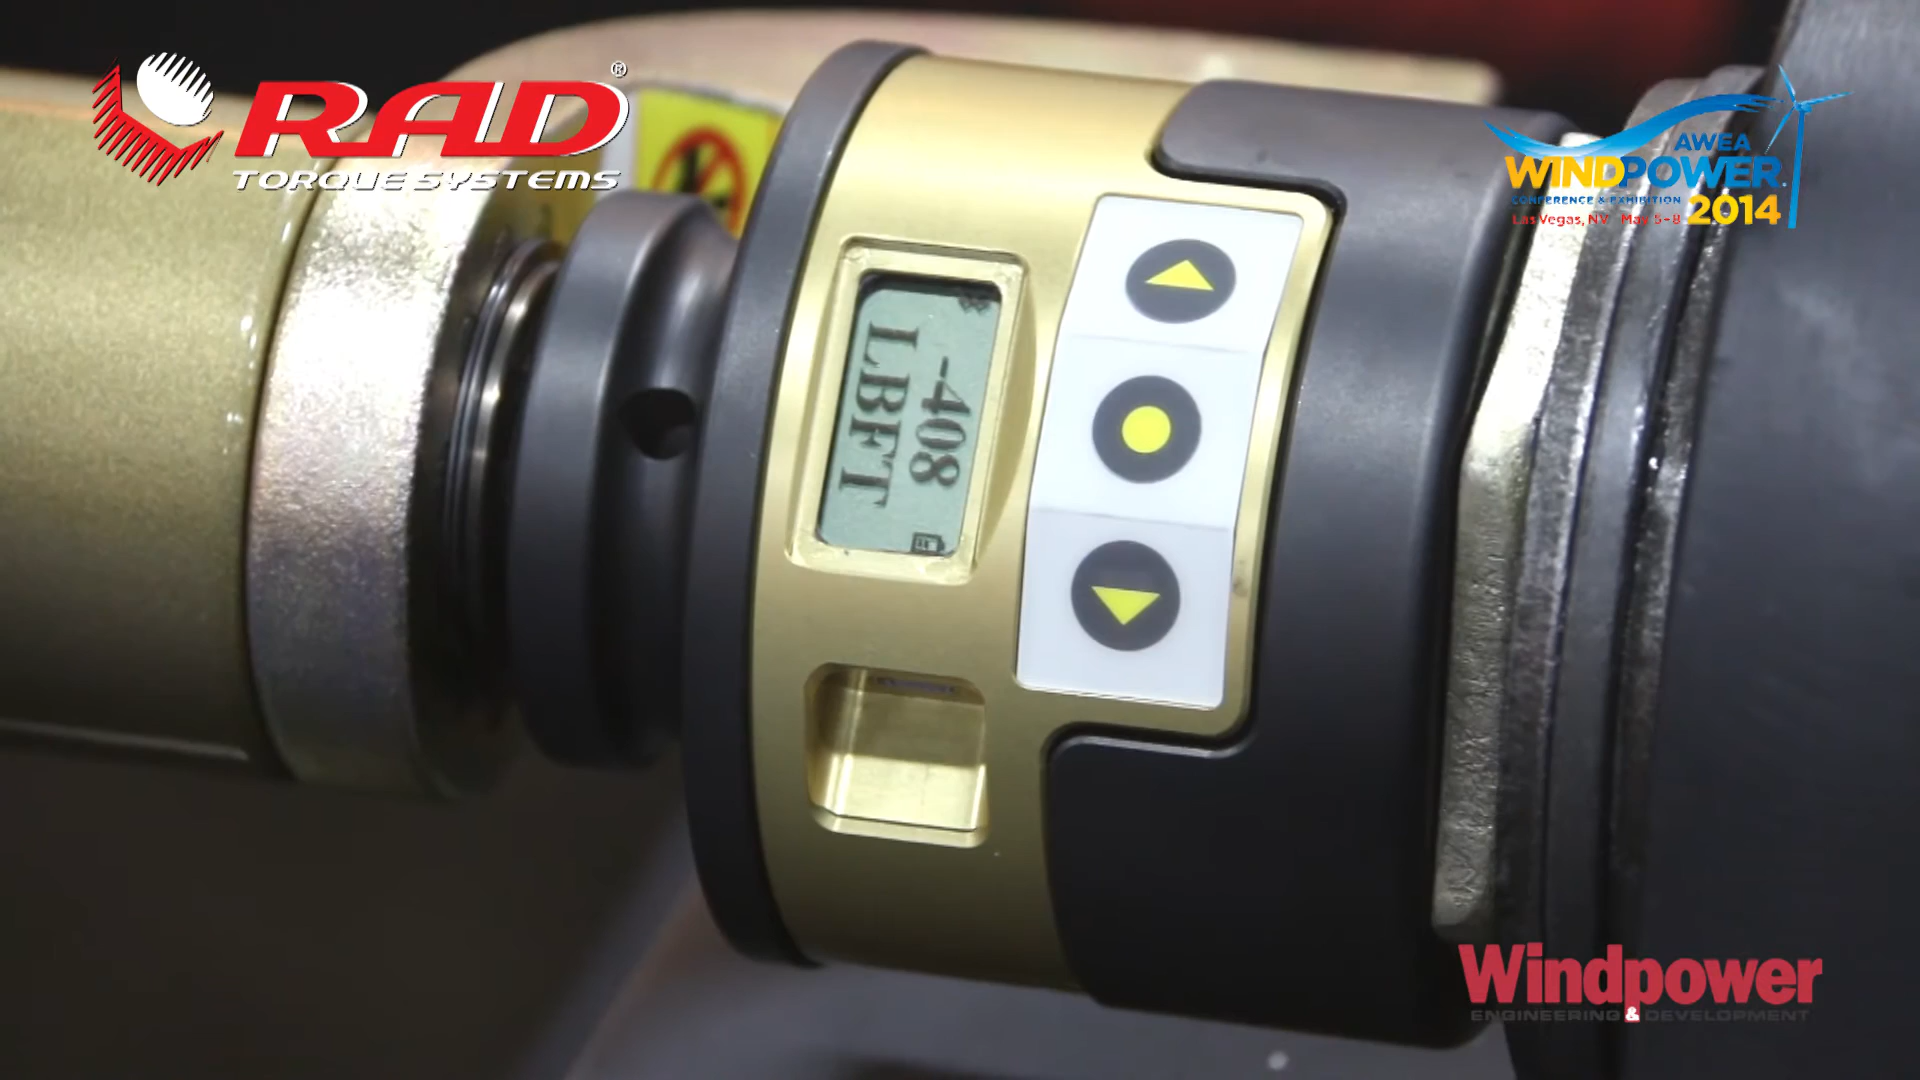 RAD®
TORQUE SYSTEMS
AWEA
WINDPOWER.
CONFERENCE & EXHIBITION
2014
Las Vegas, NV May 5-8
-408
LBFT
Windpower
ENGINEERING & DEVELOPMENT